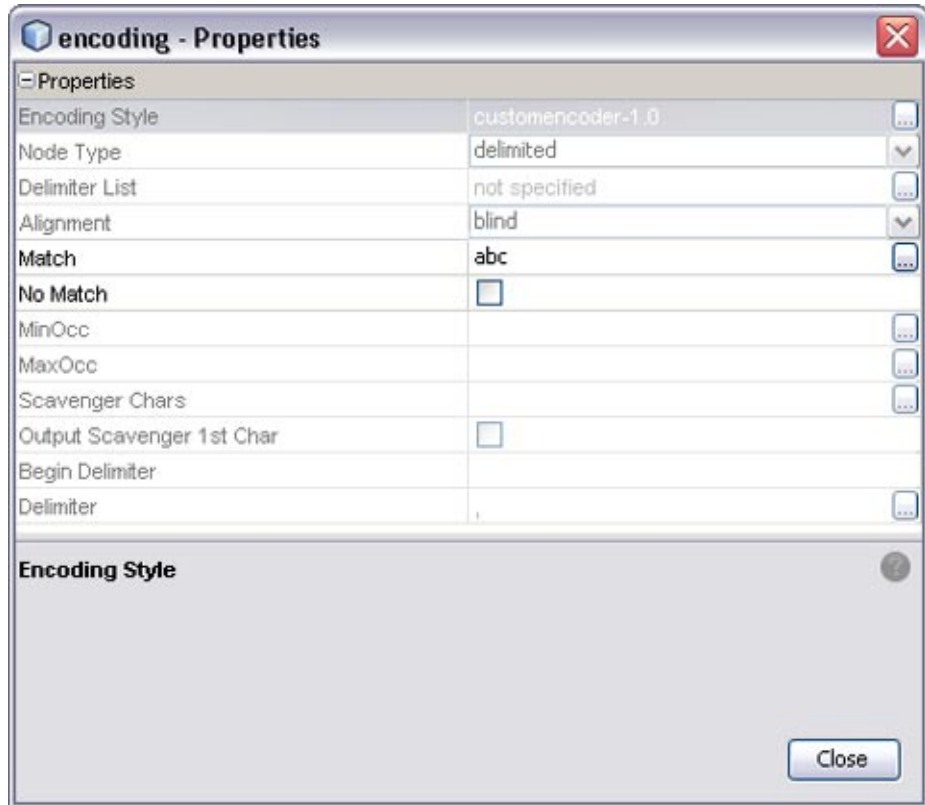 encoding - Properties
Properties
Encoding Style customencoder-1.0 ...
Node Type delimited
Delimiter List not specified ...
Alignment blind
Match abc ...
No Match
MinOcc ...
MaxOcc ...
Scavenger Chars ...
Output Scavenger 1st Char
Begin Delimiter
Delimiter , ...
Encoding Style ?
Close